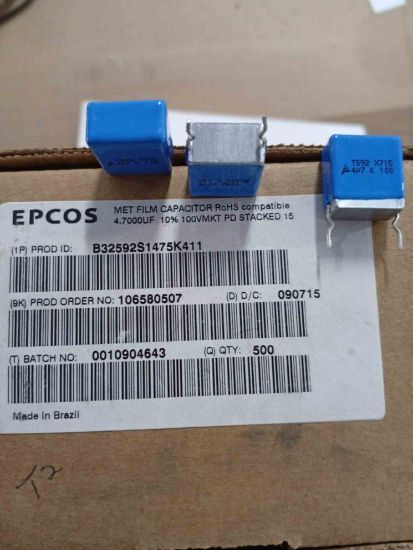 T592 X715
4µ7 K 100
EPCOS
MET FILM CAPACITOR RoHS compatible
4.7000UF 10% 100VMKT PD STACKED 15
(1P) PROD ID: B32592S1475K411
(9K) PROD ORDER NO: 106580507 (D) D/C: 090715
(T) BATCH NO: 0010904643 (Q) QTY: 500
Made in Brazil